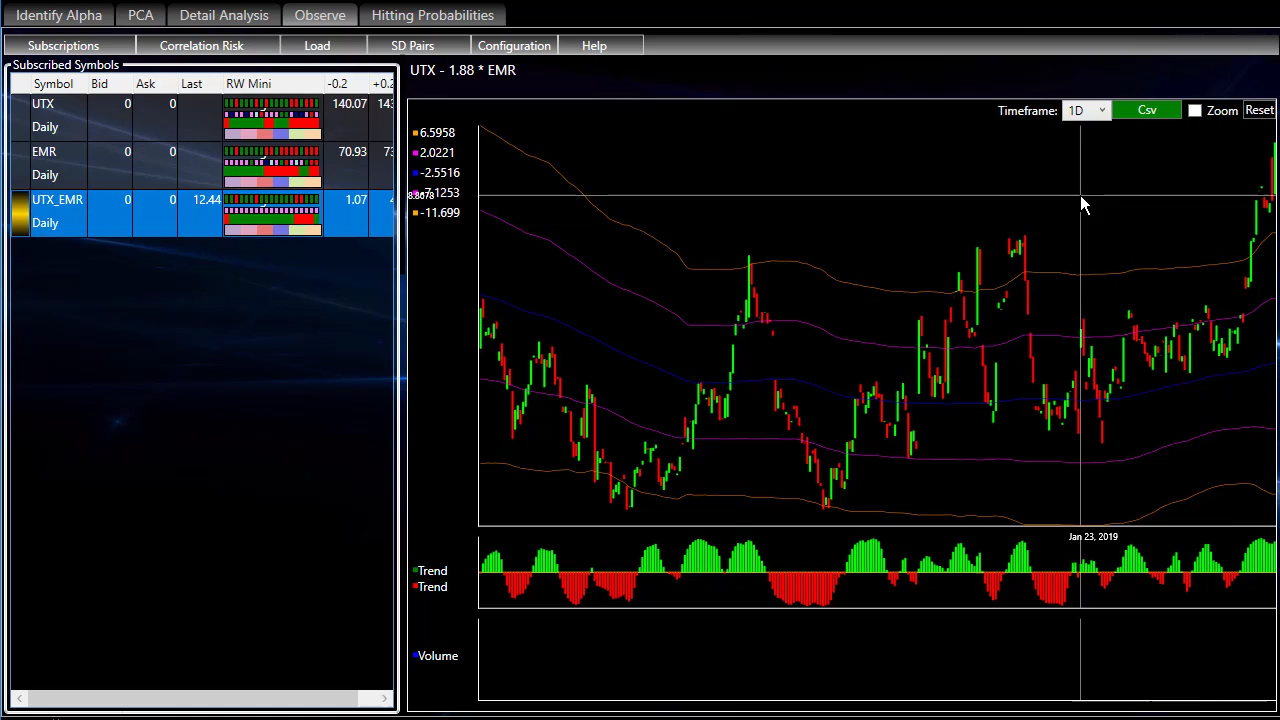 Identify Alpha PCA Detail Analysis Observe Hitting Probabilities
Subscriptions Correlation Risk Load SD Pairs Configuration Help
Subscribed Symbols
Symbol Bid Ask Last RW Mini -0.2 +0.2
UTX 0 0 140.07
Daily
EMR 0 0 70.93
Daily
UTX_EMR 0 0 12.44 1.07
Daily
UTX - 1.88 * EMR
Timeframe: 1D Csv Zoom Reset
6.5958
2.0221
-2.5516
-7.1253
-11.699
Jan 23, 2019
Trend
Trend
Volume